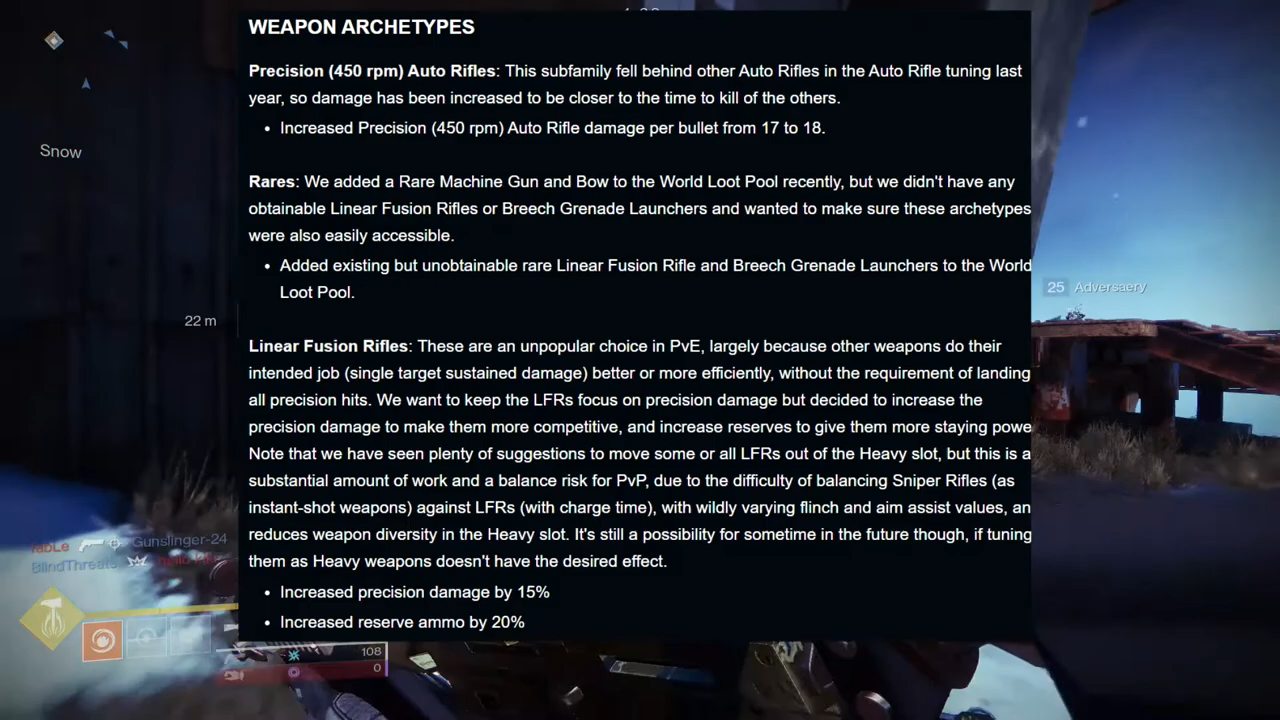 WEAPON ARCHETYPES
Precision (450 rpm) Auto Rifles: This subfamily fell behind other Auto Rifles in the Auto Rifle tuning last
year, so damage has been increased to be closer to the time to kill of the others.
• Increased Precision (450 rpm) Auto Rifle damage per bullet from 17 to 18.
Snow
Rares: We added a Rare Machine Gun and Bow to the World Loot Pool recently, but we didn't have any
obtainable Linear Fusion Rifles or Breech Grenade Launchers and wanted to make sure these archetypes
were also easily accessible.
• Added existing but unobtainable rare Linear Fusion Rifle and Breech Grenade Launchers to the World
Loot Pool.
25 Adversaery
22 m
Linear Fusion Rifles: These are an unpopular choice in PvE, largely because other weapons do their
intended job (single target sustained damage) better or more efficiently, without the requirement of landing
all precision hits. We want to keep the LFRs focus on precision damage but decided to increase the
precision damage to make them more competitive, and increase reserves to give them more staying powe
Note that we have seen plenty of suggestions to move some or all LFRs out of the Heavy slot, but this is a
substantial amount of work and a balance risk for PvP, due to the difficulty of balancing Sniper Rifles (as
instant-shot weapons) against LFRs (with charge time), with wildly varying flinch and aim assist values, an
reduces weapon diversity in the Heavy slot. It's still a possibility for sometime in the future though, if tuning
them as Heavy weapons doesn't have the desired effect.
Gunslinger-24
BlindThreats
• Increased precision damage by 15%
• Increased reserve ammo by 20%
108
0